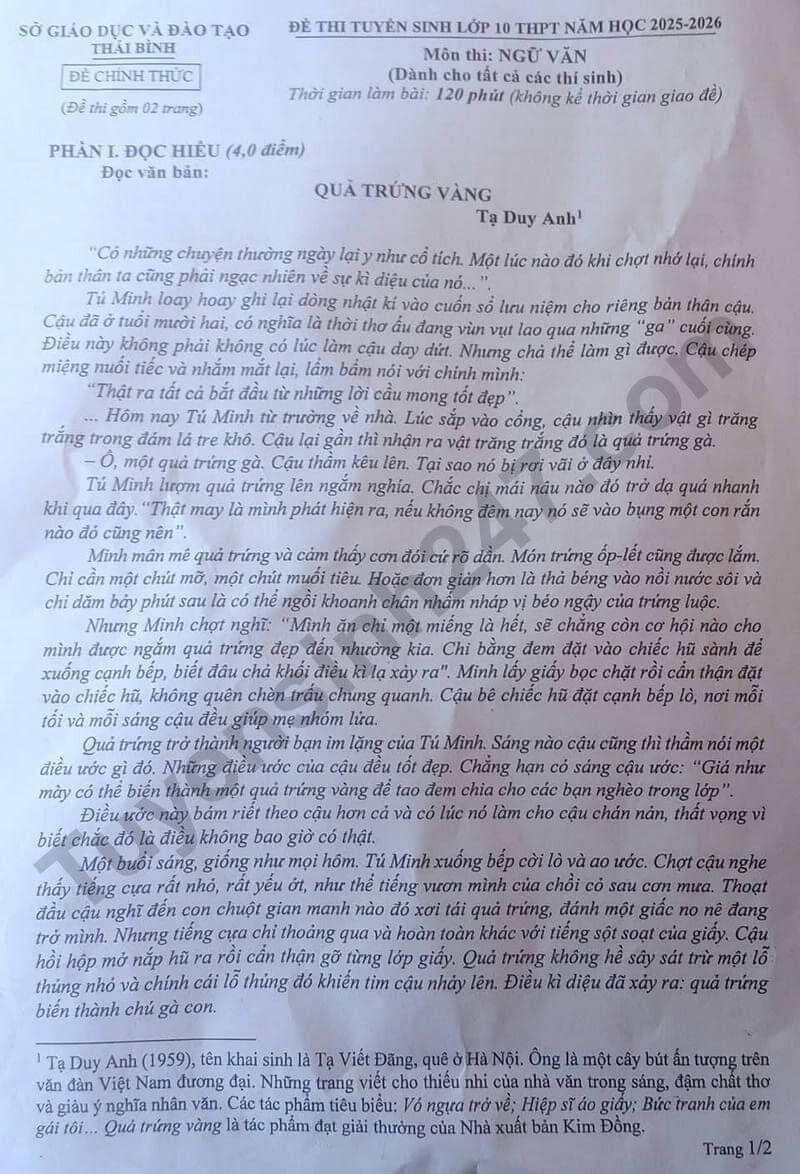 SỞ GIÁO DỤC VÀ ĐÀO TẠO
THÁI BÌNH
ĐỀ CHÍNH THỨC
(Đề thi gồm 02 trang)
ĐỀ THI TUYỂN SINH LỚP 10 THPT NĂM HỌC 2025-2026
Môn thi: NGỮ VĂN
(Dành cho tất cả các thí sinh)
Thời gian làm bài: 120 phút (không kể thời gian giao đề)
PHẦN I. ĐỌC HIỂU (4,0 điểm)
Đọc văn bản:
QUẢ TRỨNG VÀNG
Tạ Duy Anh¹
"Có những chuyện thường ngày lại y như cổ tích. Một lúc nào đó khi chợt nhớ lại, chính
bản thân ta cũng phải ngạc nhiên về sự kì diệu của nó... ".
Tú Minh loay hoay ghi lại dòng nhật kí vào cuốn sổ lưu niệm cho riêng bản thân cậu.
Cậu đã ở tuổi mười hai, có nghĩa là thời thơ ấu đang vùn vụt lao qua những "ga" cuối cùng.
Điều này không phải không có lúc làm cậu day dứt. Nhưng chả thể làm gì được. Cậu chép
miệng nuối tiếc và nhắm mắt lại, lẩm bẩm nói với chính mình:
"Thật ra tất cả bắt đầu từ những lời cầu mong tốt đẹp".
... Hôm nay Tú Minh từ trường về nhà. Lúc sắp vào cổng, cậu nhìn thấy vật gì trăng
trắng trong đám lá tre khô. Cậu lại gần thì nhận ra vật trăng trắng đó là quả trứng gà.
– Ô, một quả trứng gà. Cậu thầm kêu lên. Tại sao nó bị rơi vãi ở đây nhỉ.
Tú Minh lượm quả trứng lên ngắm nghía. Chắc chị mái nâu nào đó trở dạ quá nhanh
khi qua đây. "Thật may là mình phát hiện ra, nếu không đêm nay nó sẽ vào bụng một con rắn
nào đó cũng nên".
Minh mân mê quả trứng và cảm thấy cơn đói cứ rõ dần. Món trứng ốp-lết cũng được lắm.
Chỉ cần một chút mỡ, một chút muối tiêu. Hoặc đơn giản hơn là thả béng vào nồi nước sôi và
chỉ dăm bảy phút sau là có thể ngồi khoanh chân nhấm nháp vị béo ngậy của trứng luộc.
Nhưng Minh chợt nghĩ: "Mình ăn chỉ một miếng là hết, sẽ chẳng còn cơ hội nào cho
mình được ngắm quả trứng đẹp đến nhường kia. Chi bằng đem đặt vào chiếc hũ sành để
xuống cạnh bếp, biết đâu chả khối điều kì lạ xảy ra". Minh lấy giấy bọc chặt rồi cẩn thận đặt
vào chiếc hũ, không quên chèn trấu chung quanh. Cậu bê chiếc hũ đặt cạnh bếp lò, nơi mỗi
tối và mỗi sáng cậu đều giúp mẹ nhóm lửa.
Quả trứng trở thành người bạn im lặng của Tú Minh. Sáng nào cậu cũng thì thầm nói một
điều ước gì đó. Những điều ước của cậu đều tốt đẹp. Chẳng hạn có sáng cậu ước: "Giá như
mày có thể biến thành một quả trứng vàng để tao đem chia cho các bạn nghèo trong lớp".
Điều ước này bám riết theo cậu hơn cả và có lúc nó làm cho cậu chán nản, thất vọng vì
biết chắc đó là điều không bao giờ có thật.
Một buổi sáng, giống như mọi hôm. Tú Minh xuống bếp cời lò và ao ước. Chợt cậu nghe
thấy tiếng cựa rất nhỏ, rất yếu ớt, như thể tiếng vươn mình của chồi cỏ sau cơn mưa. Thoạt
đầu cậu nghĩ đến con chuột gian manh nào đó xơi tái quả trứng, đánh một giấc no nê đang
trở mình. Nhưng tiếng cựa chỉ thoảng qua và hoàn toàn khác với tiếng sột soạt của giấy. Cậu
hồi hộp mở nắp hũ ra rồi cẩn thận gỡ từng lớp giấy. Quả trứng không hề sây sát trừ một lỗ
thủng nhỏ và chính cái lỗ thủng đó khiến tim cậu nhảy lên. Điều kì diệu đã xảy ra: quả trứng
biến thành chú gà con.
¹ Tạ Duy Anh (1959), tên khai sinh là Tạ Viết Đãng, quê ở Hà Nội. Ông là một cây bút ấn tượng trên
văn đàn Việt Nam đương đại. Những trang viết cho thiếu nhi của nhà văn trong sáng, đậm chất thơ
và giàu ý nghĩa nhân văn. Các tác phẩm tiêu biểu: Vó ngựa trở về; Hiệp sĩ áo giấy; Bức tranh của em
gái tôi... Quả trứng vàng là tác phẩm đạt giải thưởng của Nhà xuất bản Kim Đồng.
Trang 1/2
Tuyensinh247.com